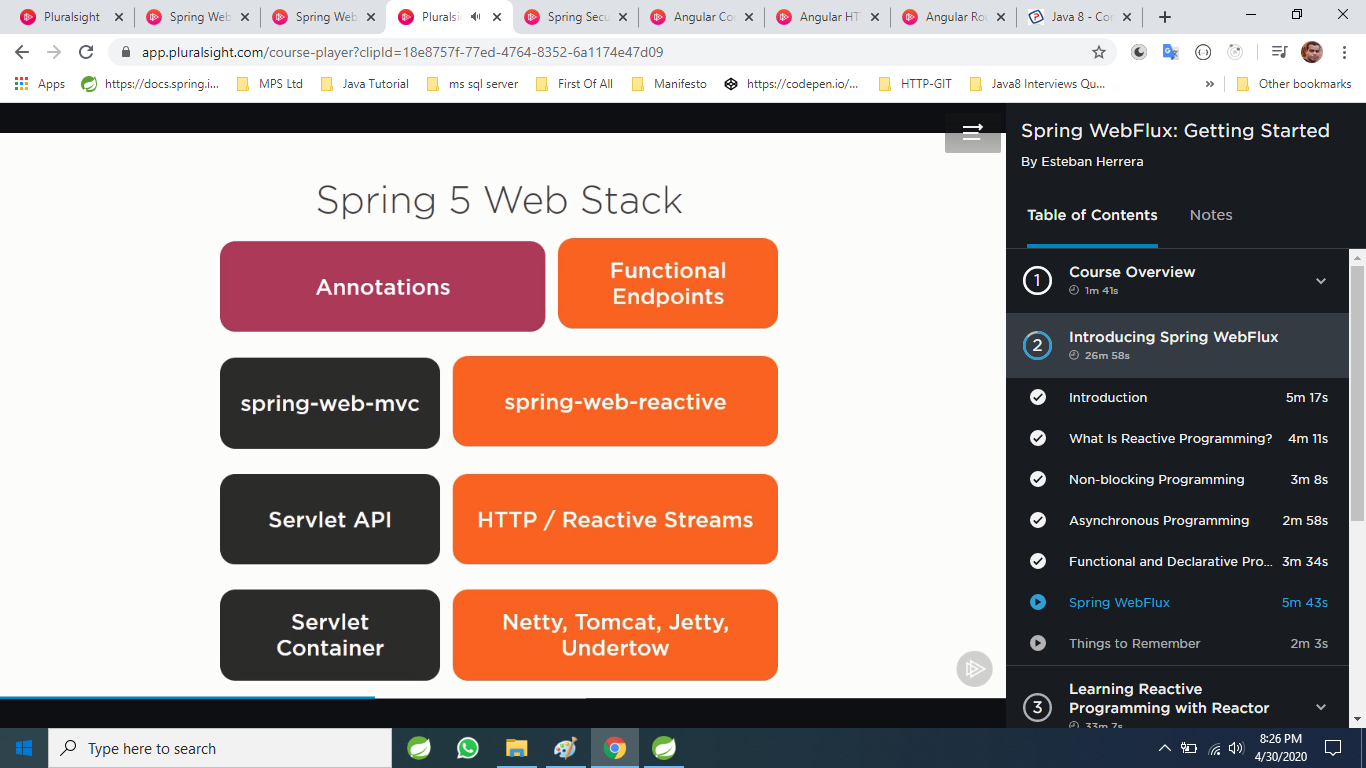 Pluralsight
Spring Web
Spring Web
Pluralsi
Spring Secu
Angular Co
Angular HT
Angular Rou
Java 8 - Cor
app.pluralsight.com/course-player?clipId=18e8757f-77ed-4764-8352-6a1174e47d09
Apps
https://docs.spring.i...
MPS Ltd
Java Tutorial
ms sql server
First Of All
Manifesto
https://codepen.io/...
HTTP-GIT
Java8 Interviews Qu...
»
Other bookmarks
Spring 5 Web Stack
Annotations
Functional
Endpoints
spring-web-mvc
spring-web-reactive
Servlet API
HTTP / Reactive Streams
Servlet
Container
Netty, Tomcat, Jetty,
Undertow
Spring WebFlux: Getting Started
By Esteban Herrera
Table of Contents
Notes
1
Course Overview
1m 41s
2
Introducing Spring WebFlux
26m 58s
Introduction 5m 17s
What Is Reactive Programming? 4m 11s
Non-blocking Programming 3m 8s
Asynchronous Programming 2m 58s
Functional and Declarative Pro... 3m 34s
Spring WebFlux 5m 43s
Things to Remember 2m 3s
3
Learning Reactive
Programming with Reactor
33m 7s
Type here to search
8:26 PM
4/30/2020